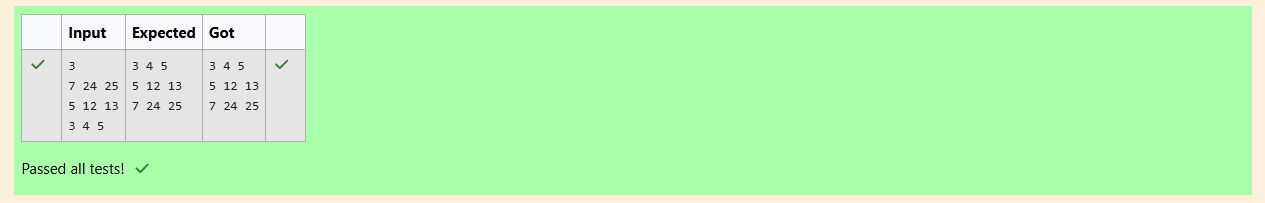 Input Expected Got
3 3 4 5 3 4 5
7 24 25 5 12 13 5 12 13
5 12 13 7 24 25 7 24 25
3 4 5
Passed all tests!